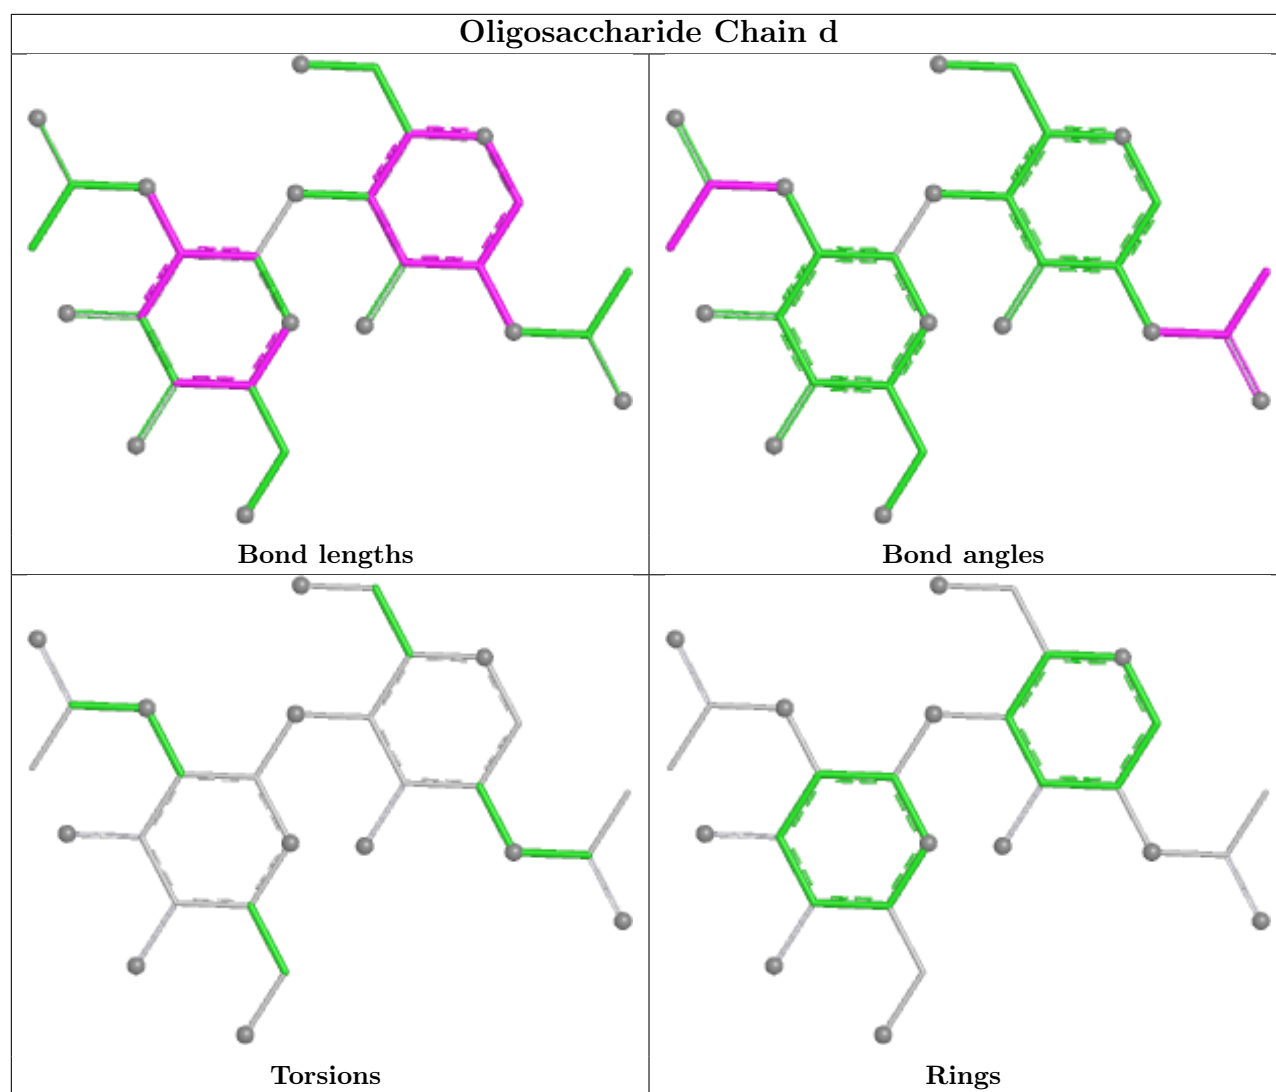 Oligosaccharide Chain d
Bond lengths
Bond angles
Torsions
Rings